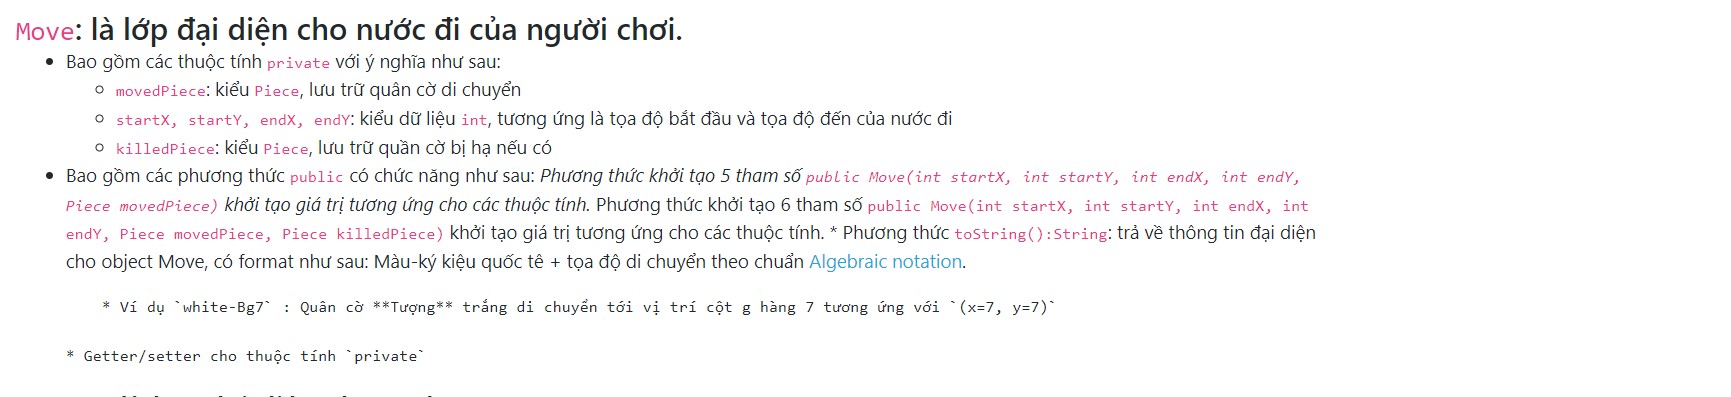 Move: là lớp đại diện cho nước đi của người chơi.
• Bao gồm các thuộc tính private với ý nghĩa như sau:
◦ movedPiece: kiểu Piece, lưu trữ quân cờ di chuyển
◦ startX, startY, endX, endY: kiểu dữ liệu int, tương ứng là tọa độ bắt đầu và tọa độ đến của nước đi
◦ killedPiece: kiểu Piece, lưu trữ quần cờ bị hạ nếu có
• Bao gồm các phương thức public có chức năng như sau: Phương thức khởi tạo 5 tham số public Move(int startX, int startY, int endX, int endY,
Piece movedPiece) khởi tạo giá trị tương ứng cho các thuộc tính. Phương thức khởi tạo 6 tham số public Move(int startX, int startY, int endX, int
endY, Piece movedPiece, Piece killedPiece) khởi tạo giá trị tương ứng cho các thuộc tính. * Phương thức toString():String: trả về thông tin đại diện
cho object Move, có format như sau: Màu-ký kiệu quốc tê + tọa độ di chuyển theo chuẩn Algebraic notation.
* Ví dụ `white-Bg7` : Quân cờ **Tượng** trắng di chuyển tới vị trí cột g hàng 7 tương ứng với `(x=7, y=7)`
* Getter/setter cho thuộc tính `private`